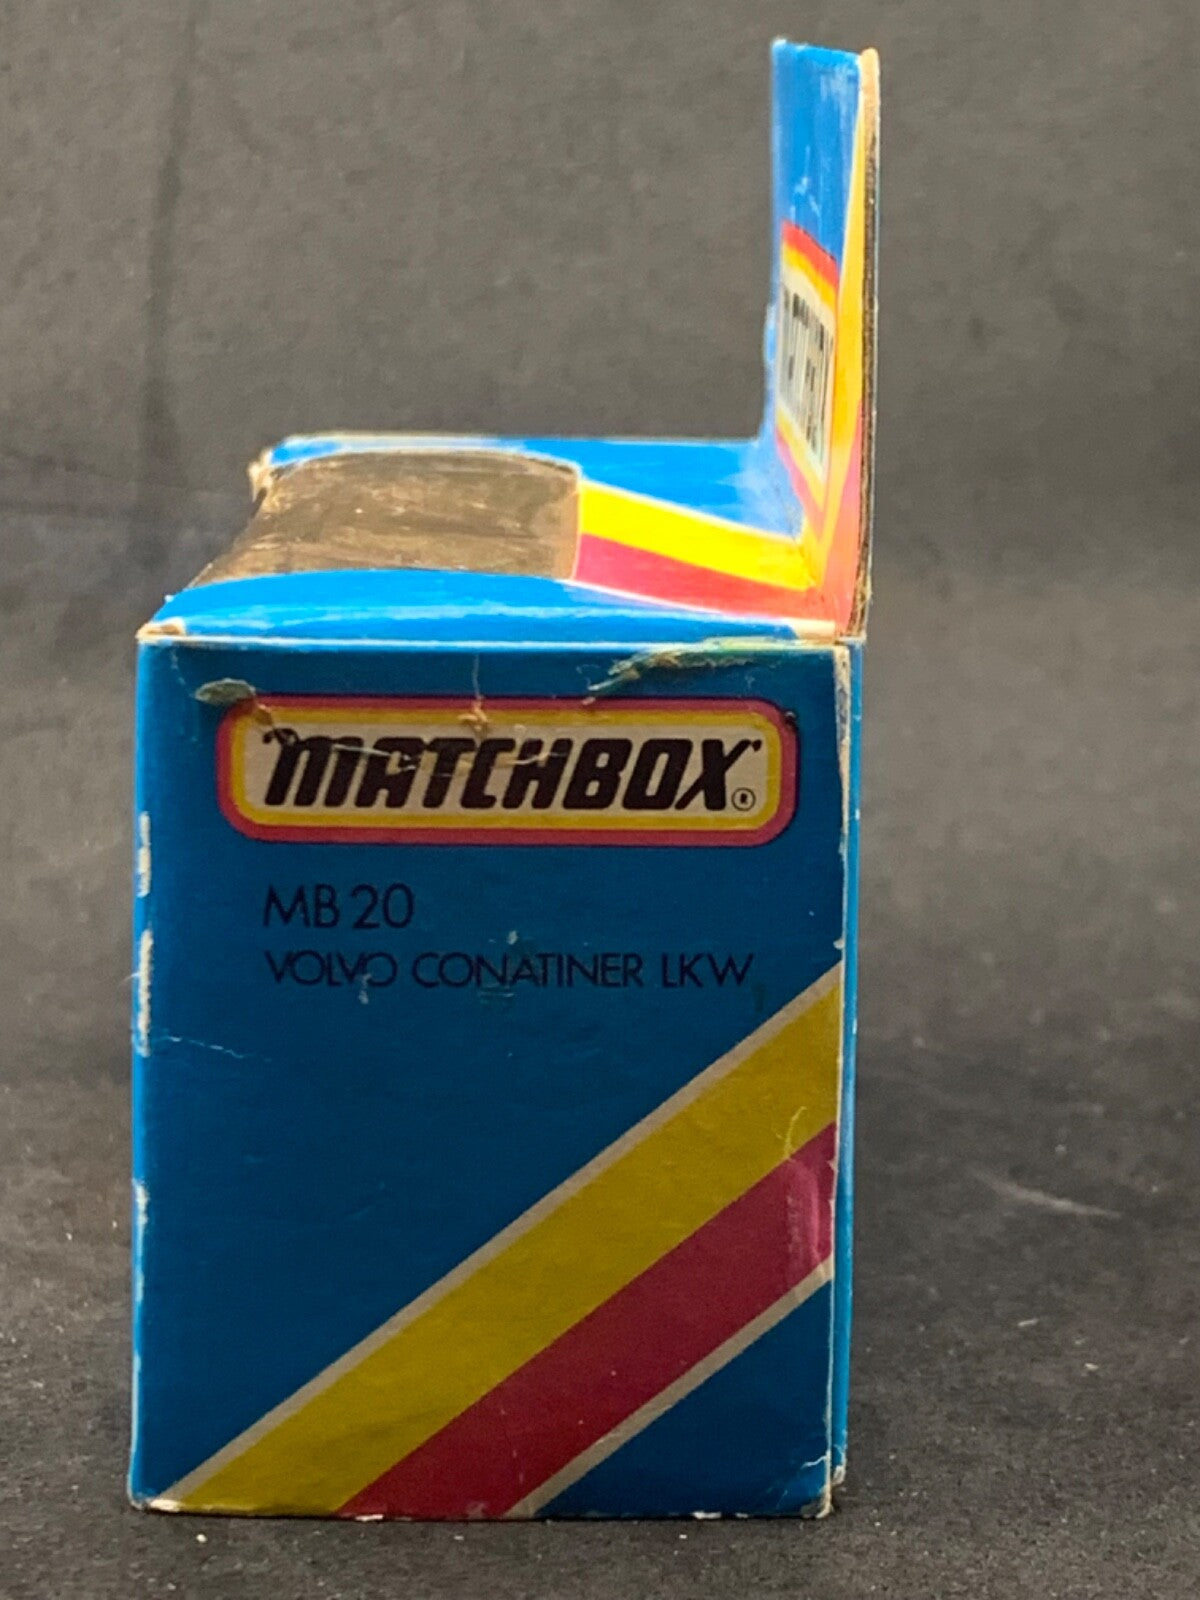 "MATCHBOX"®
MB 20
VOLVO CONATINER LKW